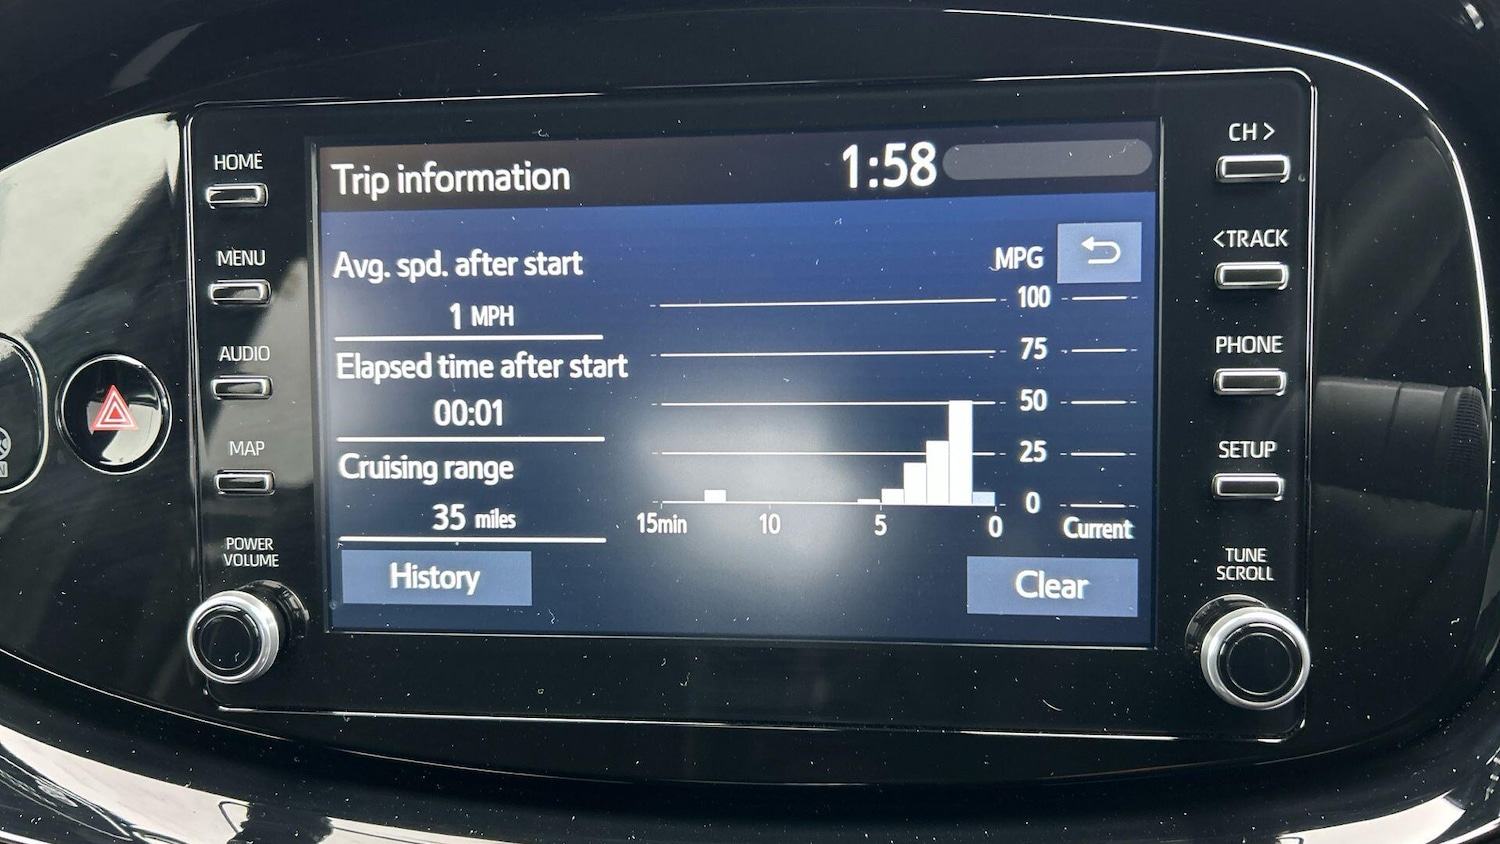 HOME
MENU
AUDIO
MAP
POWER
VOLUME
Trip information
1:58
Avg. spd. after start
1 MPH
Elapsed time after start
00:01
Cruising range
35 miles
History
MPG
100
75
50
25
0
15min 10 5 0 Current
Clear
CH >
<TRACK
PHONE
SETUP
TUNE
SCROLL